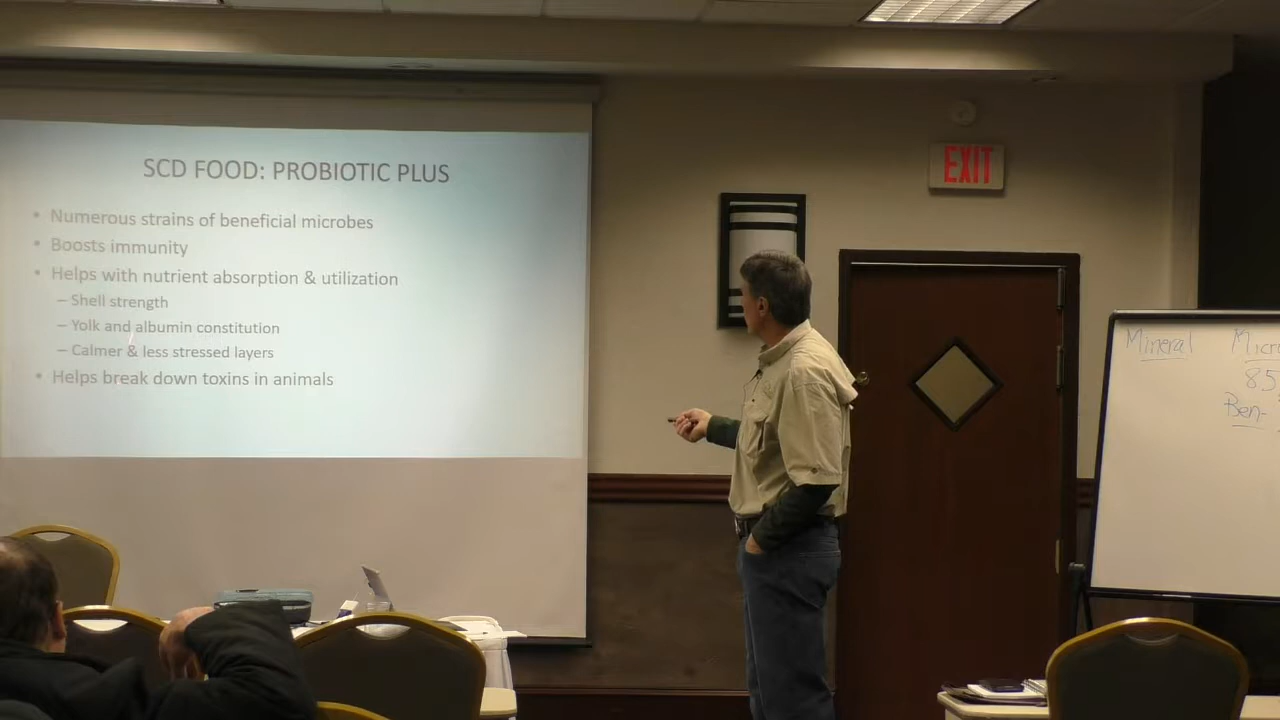 SCD FOOD: PROBIOTIC PLUS
• Numerous strains of beneficial microbes
• Boosts immunity
• Helps with nutrient absorption & utilization
– Shell strength
– Yolk and albumin constitution
– Calmer & less stressed layers
• Helps break down toxins in animals
EXIT
Mineral
85
Ben-